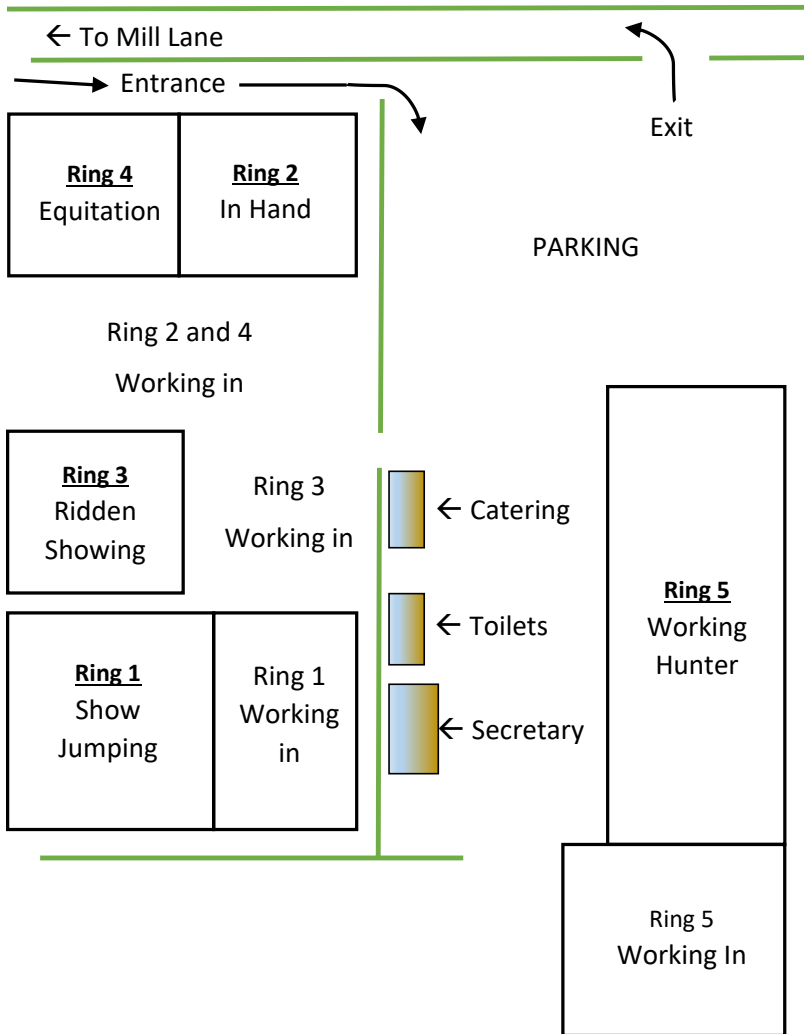 ← To Mill Lane
Entrance
Exit
Ring 4
Equitation
Ring 2
In Hand
PARKING
Ring 2 and 4
Working in
Ring 3
Ridden
Showing
Ring 3
Working in
← Catering
← Toilets
← Secretary
Ring 5
Working
Hunter
Ring 1
Show
Jumping
Ring 1
Working
in
Ring 5
Working In